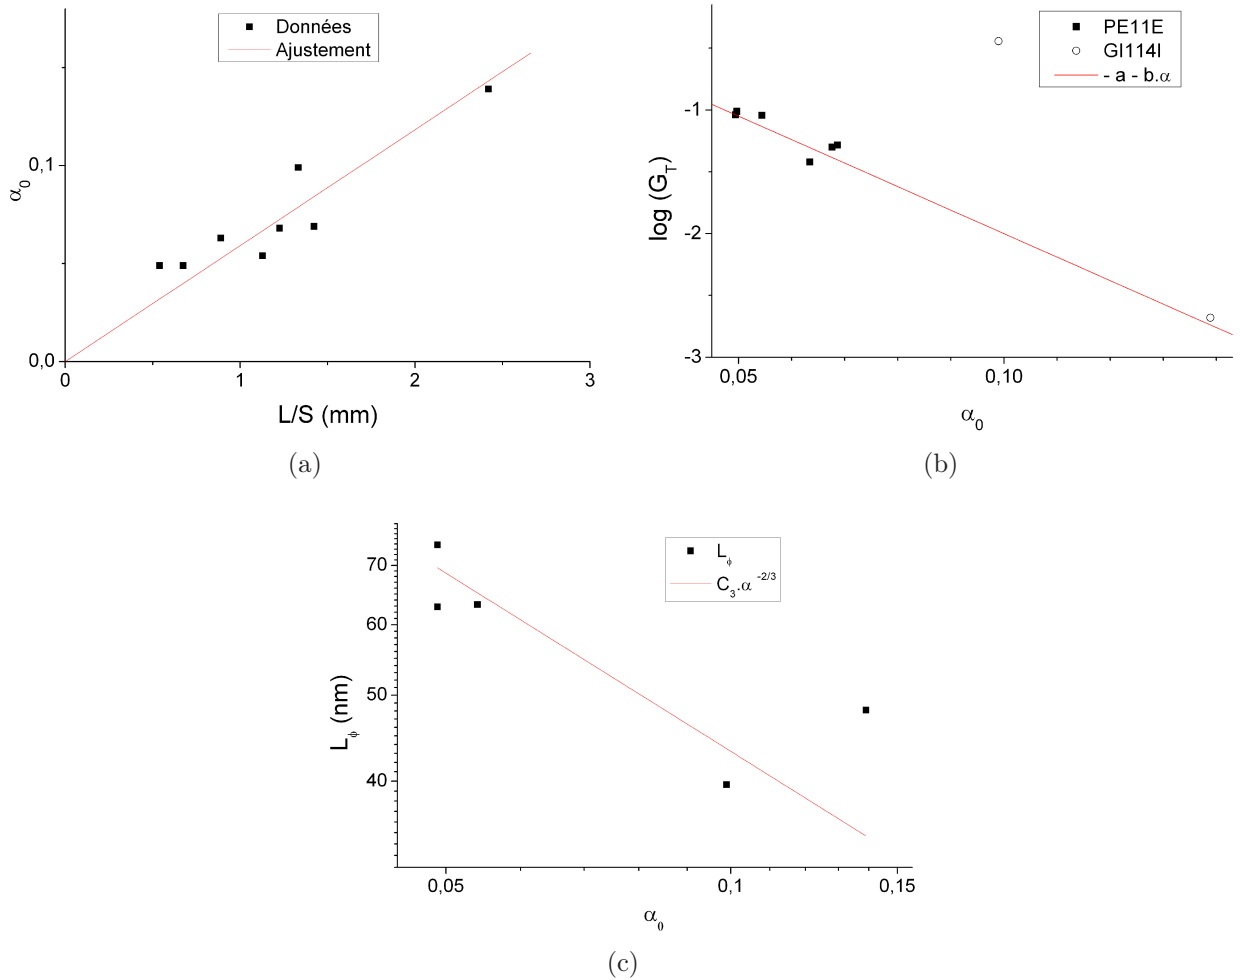 Données
Ajustement
0,1
0,0
α0
0
1
2
3
L/S (mm)
(a)
PE11E
GI114I
- a - b.α
-1
-2
-3
log (GT)
0,05
0,10
α0
(b)
Lϕ
C3.α -2/3
70
60
50
40
Lϕ (nm)
0,05
0,1
0,15
α0
(c)